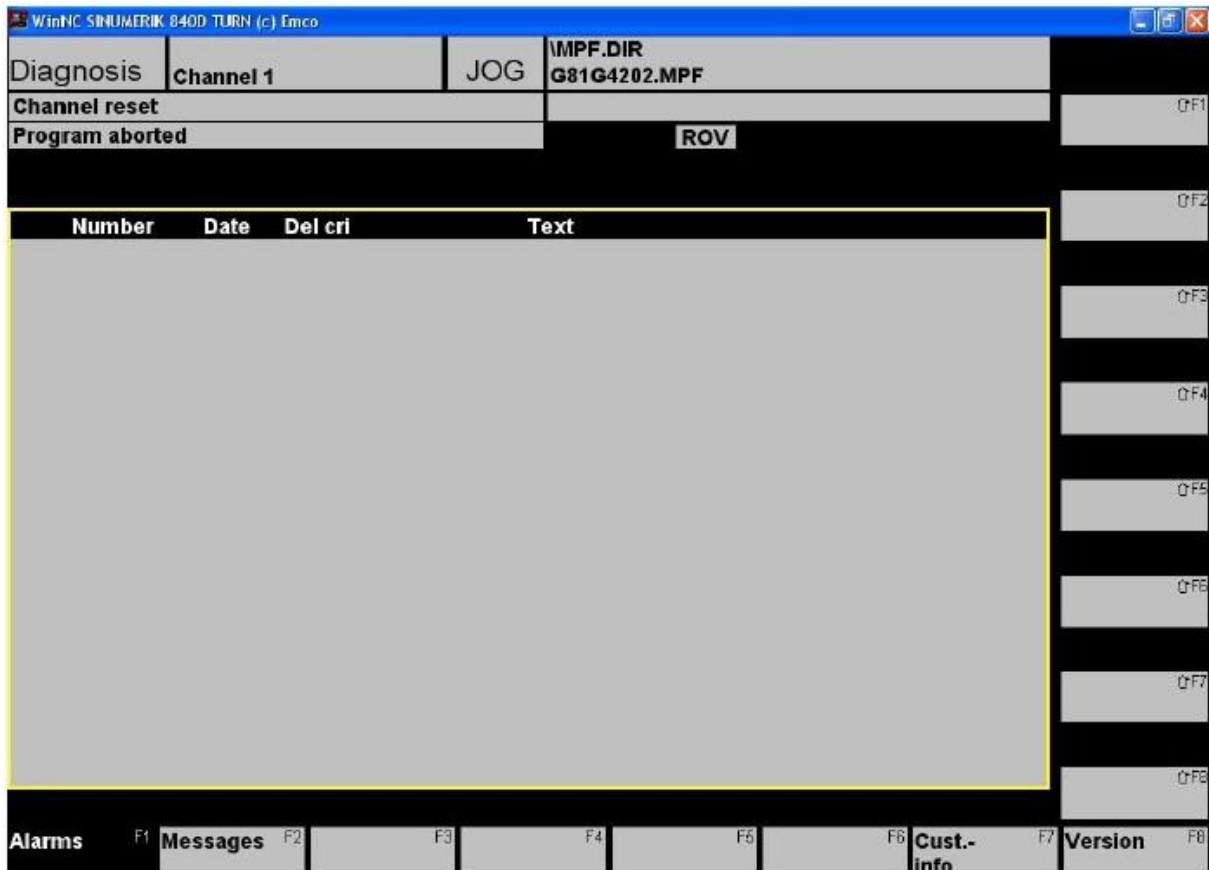 WinNC SINUMERIK 840D TURN (c) Emco
Diagnosis
Channel 1
JOG
\MPF.DIR
G81G4202.MPF
Channel reset
Program aborted
ROV
⇧F1
⇧F2
⇧F3
⇧F4
⇧F5
⇧F6
⇧F7
⇧F8
Number Date Del cri Text
Alarms F1
Messages F2
F3
F4
F5
F6
Cust.- F7
info
Version F8